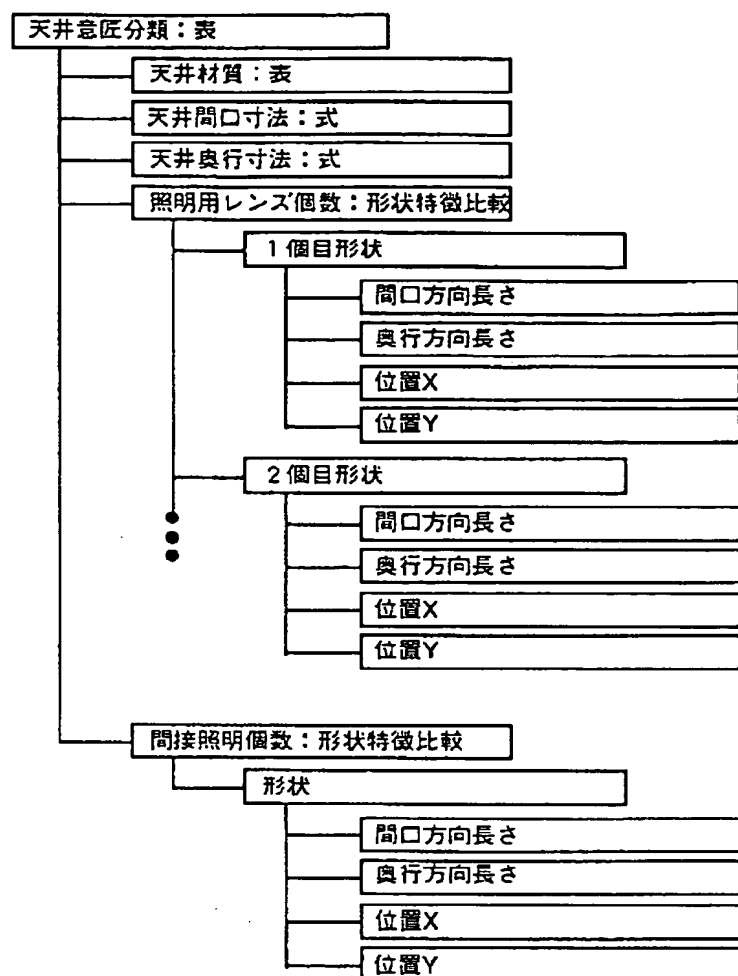 天井意匠分類：表
天井材質：表
天井間口寸法：式
天井奥行寸法：式
照明用レンズ個数：形状特徴比較
1個目形状
間口方向長さ
奥行方向長さ
位置X
位置Y
2個目形状
間口方向長さ
奥行方向長さ
位置X
位置Y
間接照明個数：形状特徴比較
形状
間口方向長さ
奥行方向長さ
位置X
位置Y